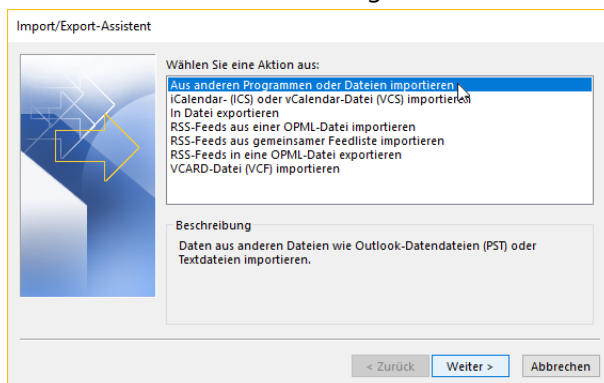 Import/Export-Assistent
Wählen Sie eine Aktion aus:
Aus anderen Programmen oder Dateien importieren
iCalendar- (ICS) oder vCalendar-Datei (VCS) importieren
In Datei exportieren
RSS-Feeds aus einer OPML-Datei importieren
RSS-Feeds aus gemeinsamer Feedliste importieren
RSS-Feeds in eine OPML-Datei exportieren
VCARD-Datei (VCF) importieren
Beschreibung
Daten aus anderen Dateien wie Outlook-Datendateien (PST) oder
Textdateien importieren.
< Zurück Weiter > Abbrechen